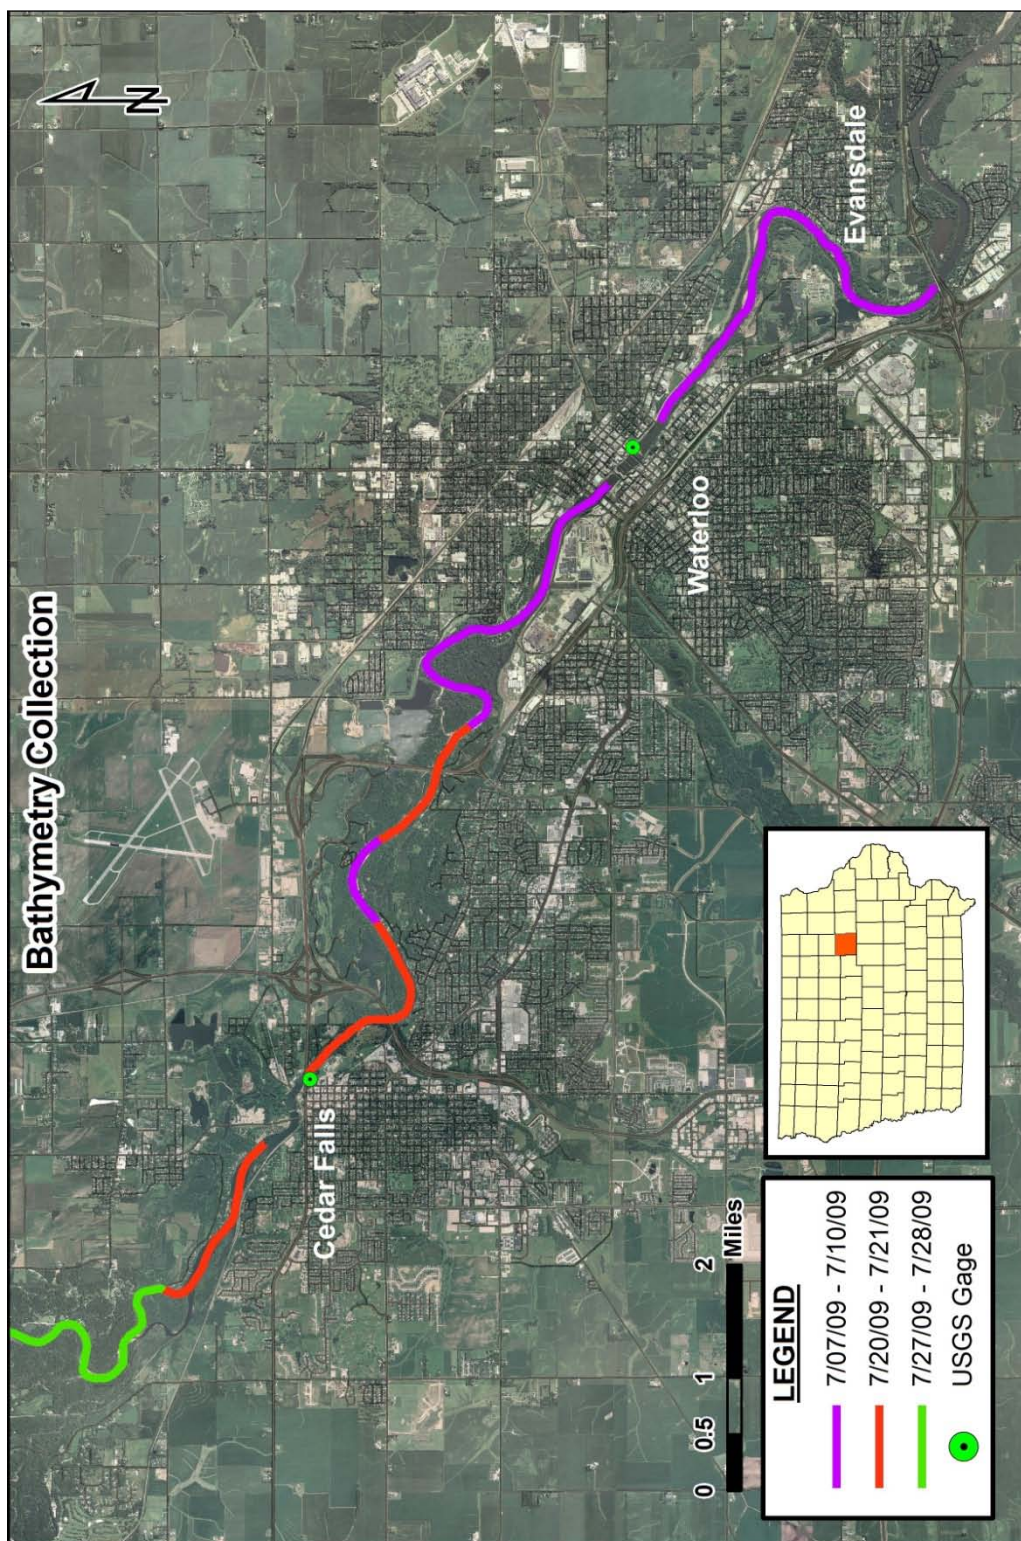 Bathymetry Collection
N
Evansdale
Waterloo
Cedar Falls
0 0.5 1 2
Miles
LEGEND
7/07/09 - 7/10/09
7/20/09 - 7/21/09
7/27/09 - 7/28/09
USGS Gage